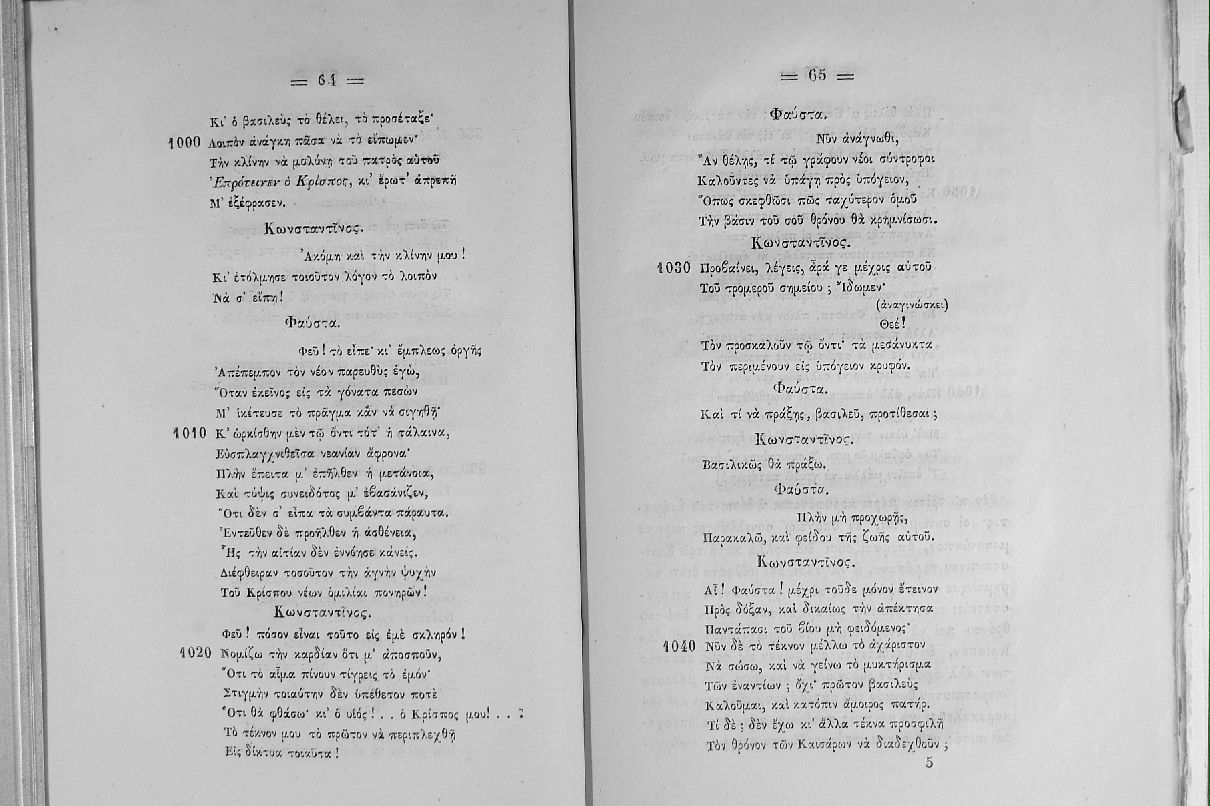 = 64 =
Κι' ὁ βασιλεὺς τὸ θέλει, τὸ προσέταξε·
1000 Λοιπὸν ἀνάγκη πᾶσα νὰ τὸ εἴπωμεν·
Τὴν κλίνην νὰ μολύνῃ τοῦ πατρὸς αὐτοῦ
Ἐπρότεινεν ὁ Κρίσπος, κι' ἔρωτ' ἀπρεπῆ
Μ' ἐξέφρασεν.
Κωνσταντῖνος.
Ἀκόμη καὶ τὴν κλίνην μου!
Κι' ἐτόλμησε τοιοῦτον λόγον τὸ λοιπὸν
Νὰ σ' εἴπῃ!
Φαύστα.
Φεῦ! τὸ εἶπε· κι' ἔμπλεως ὀργῆς
Ἀπέπεμπον τὸν νέον παρευθὺς ἐγώ,
Ὅταν ἐκεῖνος εἰς τὰ γόνατα πεσὼν
Μ' ἱκέτευσε τὸ πρᾶγμα κἂν νὰ σιγηθῇ·
1010 Κ' ὡρκίσθην μὲν τῷ ὄντι τότ' ἡ τάλαινα,
Εὐσπλαγχνισθεῖσα νεανίαν ἄφρονα·
Πλὴν ἔπειτα μ' ἐπῆλθεν ἡ μετάνοια,
Καὶ τύψις συνειδότος μ' ἐβασάνιζεν,
Ὅτι δὲν σ' εἶπα τὰ συμβάντα πάραυτα.
Ἐντεῦθεν δὲ προῆλθεν ἡ ἀσθένεια,
Ἧς τὴν αἰτίαν δὲν ἐννόησε κἀνείς.
Διέφθειραν τοσοῦτον τὴν ἁγνὴν ψυχὴν
Τοῦ Κρίσπου νέων ὁμιλίαι πονηρῶν!
Κωνσταντῖνος.
Φεῦ! πόσον εἶναι τοῦτο εἰς ἐμὲ σκληρόν!
1020 Νομίζω τὴν καρδίαν ὅτι μ' ἀποσποῦν,
Ὅτι τὸ αἷμα πίνουν τίγρεις τὸ ἐμόν·
Στιγμὴν τοιαύτην δὲν ὑπέθετον ποτὲ
Ὅτι θὰ φθάσω· κι' ὁ υἱός! . . ὁ Κρίσπος μου! . . :
Τὸ τέκνον μου τὸ πρῶτον νὰ περιπλεχθῇ
Εἰς δίκτυα τοιαῦτα!
= 65 =
Φαύστα.
Νῦν ἀνάγνωθι,
Ἂν θέλῃς, τί τῷ γράφουν νέοι σύντροφοι
Καλοῦντες νὰ ὑπάγῃ πρὸς ὑπόγειον,
Ὅπως σκεφθῶσι πῶς ταχύτερον ὁμοῦ
Τὴν βάσιν τοῦ σοῦ θρόνου θὰ κρημνίσωσι.
Κωνσταντῖνος.
1030 Προβαίνει, λέγεις, ἆρά γε μέχρις αὐτοῦ
Τοῦ τρομεροῦ σημείου; Ἴδωμεν·
(ἀναγινώσκει)
Θεέ!
Τὸν προσκαλοῦν τῷ ὄντι· τὰ μεσάνυκτα
Τὸν περιμένουν εἰς ὑπόγειον κρυφόν.
Φαύστα.
Καὶ τί νὰ πράξῃς, βασιλεῦ, προτίθεσαι;
Κωνσταντῖνος.
Βασιλικῶς θὰ πράξω.
Φαύστα.
Πλὴν μὴ προχωρῇς,
Παρακαλῶ, καὶ φείδου τῆς ζωῆς αὐτοῦ.
Κωνσταντῖνος.
Αἴ! Φαύστα! μέχρι τοῦδε μόνον ἔτεινον
Πρὸς δόξαν, καὶ δικαίως τὴν ἀπέκτησα
Παντάπασι τοῦ βίου μὴ φειδόμενος·
1040 Νῦν δὲ τὸ τέκνον μέλλω τὸ ἀχάριστον
Νὰ σώσω, καὶ νὰ γείνω τὸ μυκτήρισμα
Τῶν ἐναντίων; ὄχι· πρῶτον βασιλεὺς
Καλοῦμαι, καὶ κατόπιν ἄμοιρος πατήρ.
Τί δέ; δὲν ἔχω κι' ἄλλα τέκνα προσφιλῆ
Τὸν θρόνον τῶν Καισάρων νὰ διαδεχθοῦν;
5